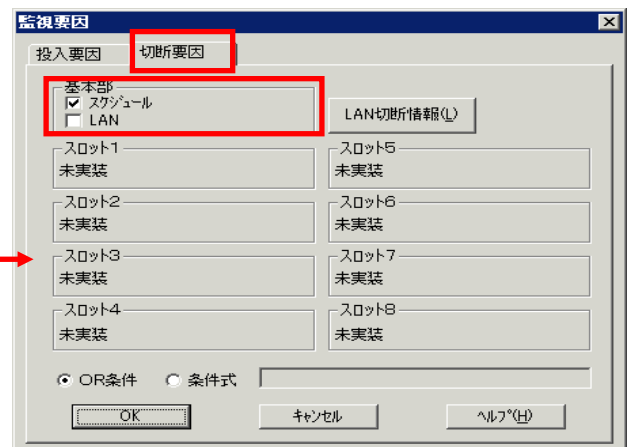 監視要因
投入要因 切断要因
基本部
スケジュール
LAN
LAN切断情報(L)
スロット1
未実装
スロット5
未実装
スロット2
未実装
スロット6
未実装
スロット3
未実装
スロット7
未実装
スロット4
未実装
スロット8
未実装
OR条件 条件式
OK キャンセル ヘルプ(H)